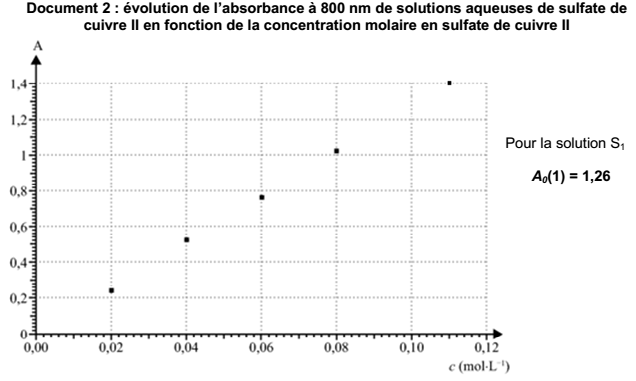 Document 2 : évolution de l'absorbance à 800 nm de solutions aqueuses de sulfate de
cuivre II en fonction de la concentration molaire en sulfate de cuivre II
A
1,4
1,2
1
0,8
0,6
0,4
0,2
0
0,00 0,02 0,04 0,06 0,08 0,10 0,12
c (mol·L⁻¹)
Pour la solution S₁
A₀(1) = 1,26